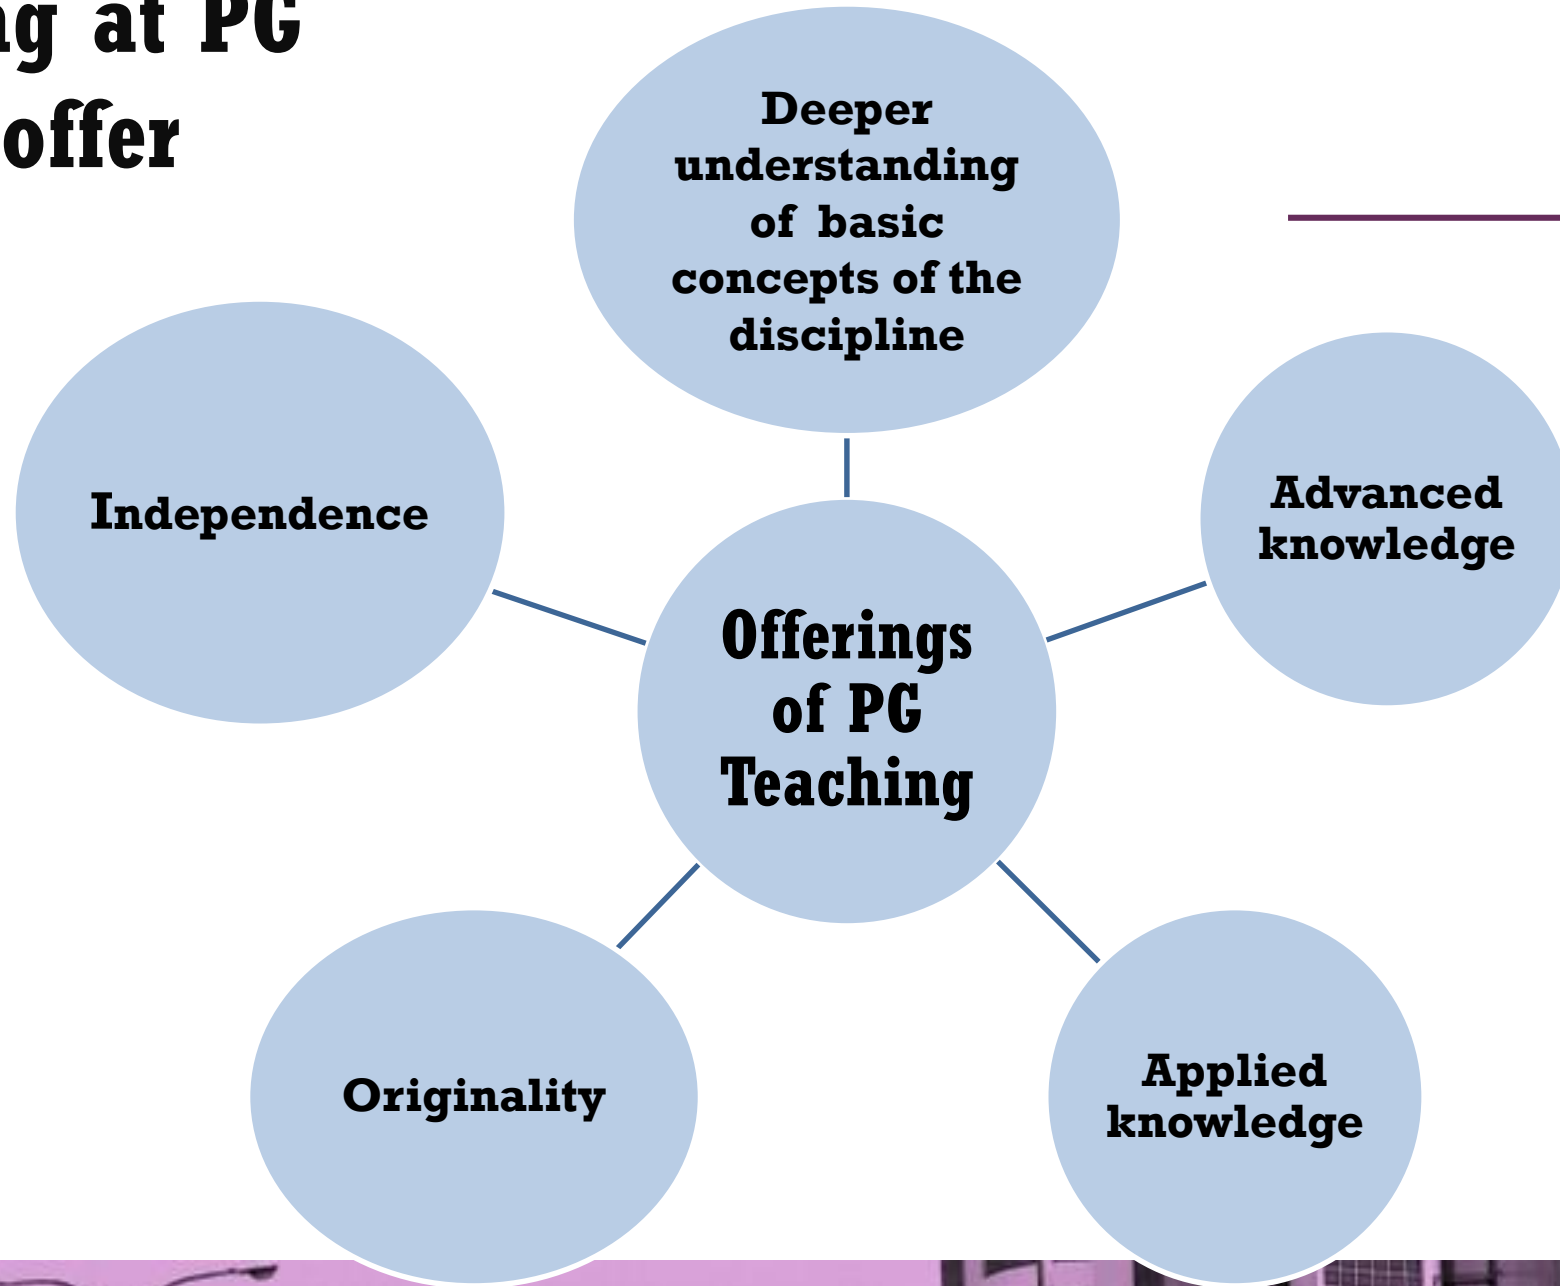 at PG
offer
Deeper
understanding
of basic
concepts of the
discipline
Independence
Advanced
knowledge
Offerings
of PG
Teaching
Originality
Applied
knowledge